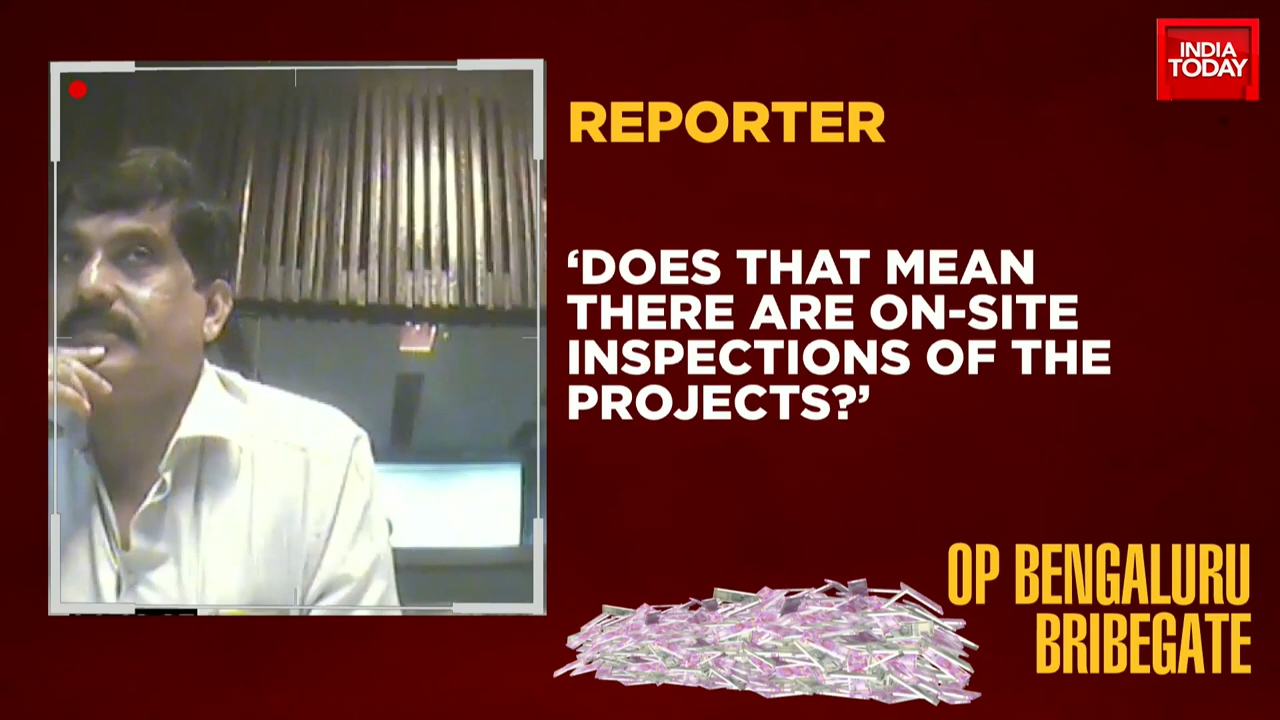 INDIA
TODAY
REPORTER
‘DOES THAT MEAN
THERE ARE ON-SITE
INSPECTIONS OF THE
PROJECTS?’
OP BENGALURU
BRIBEGATE